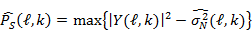 P̂_S(ℓ,k) = max{|Y(ℓ,k)|² − σ̂_N²(ℓ,k)}